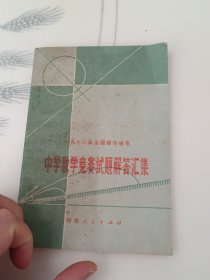 一九七八年全国部分省市
中学数学竞赛试题解答汇集
福建人民出版社